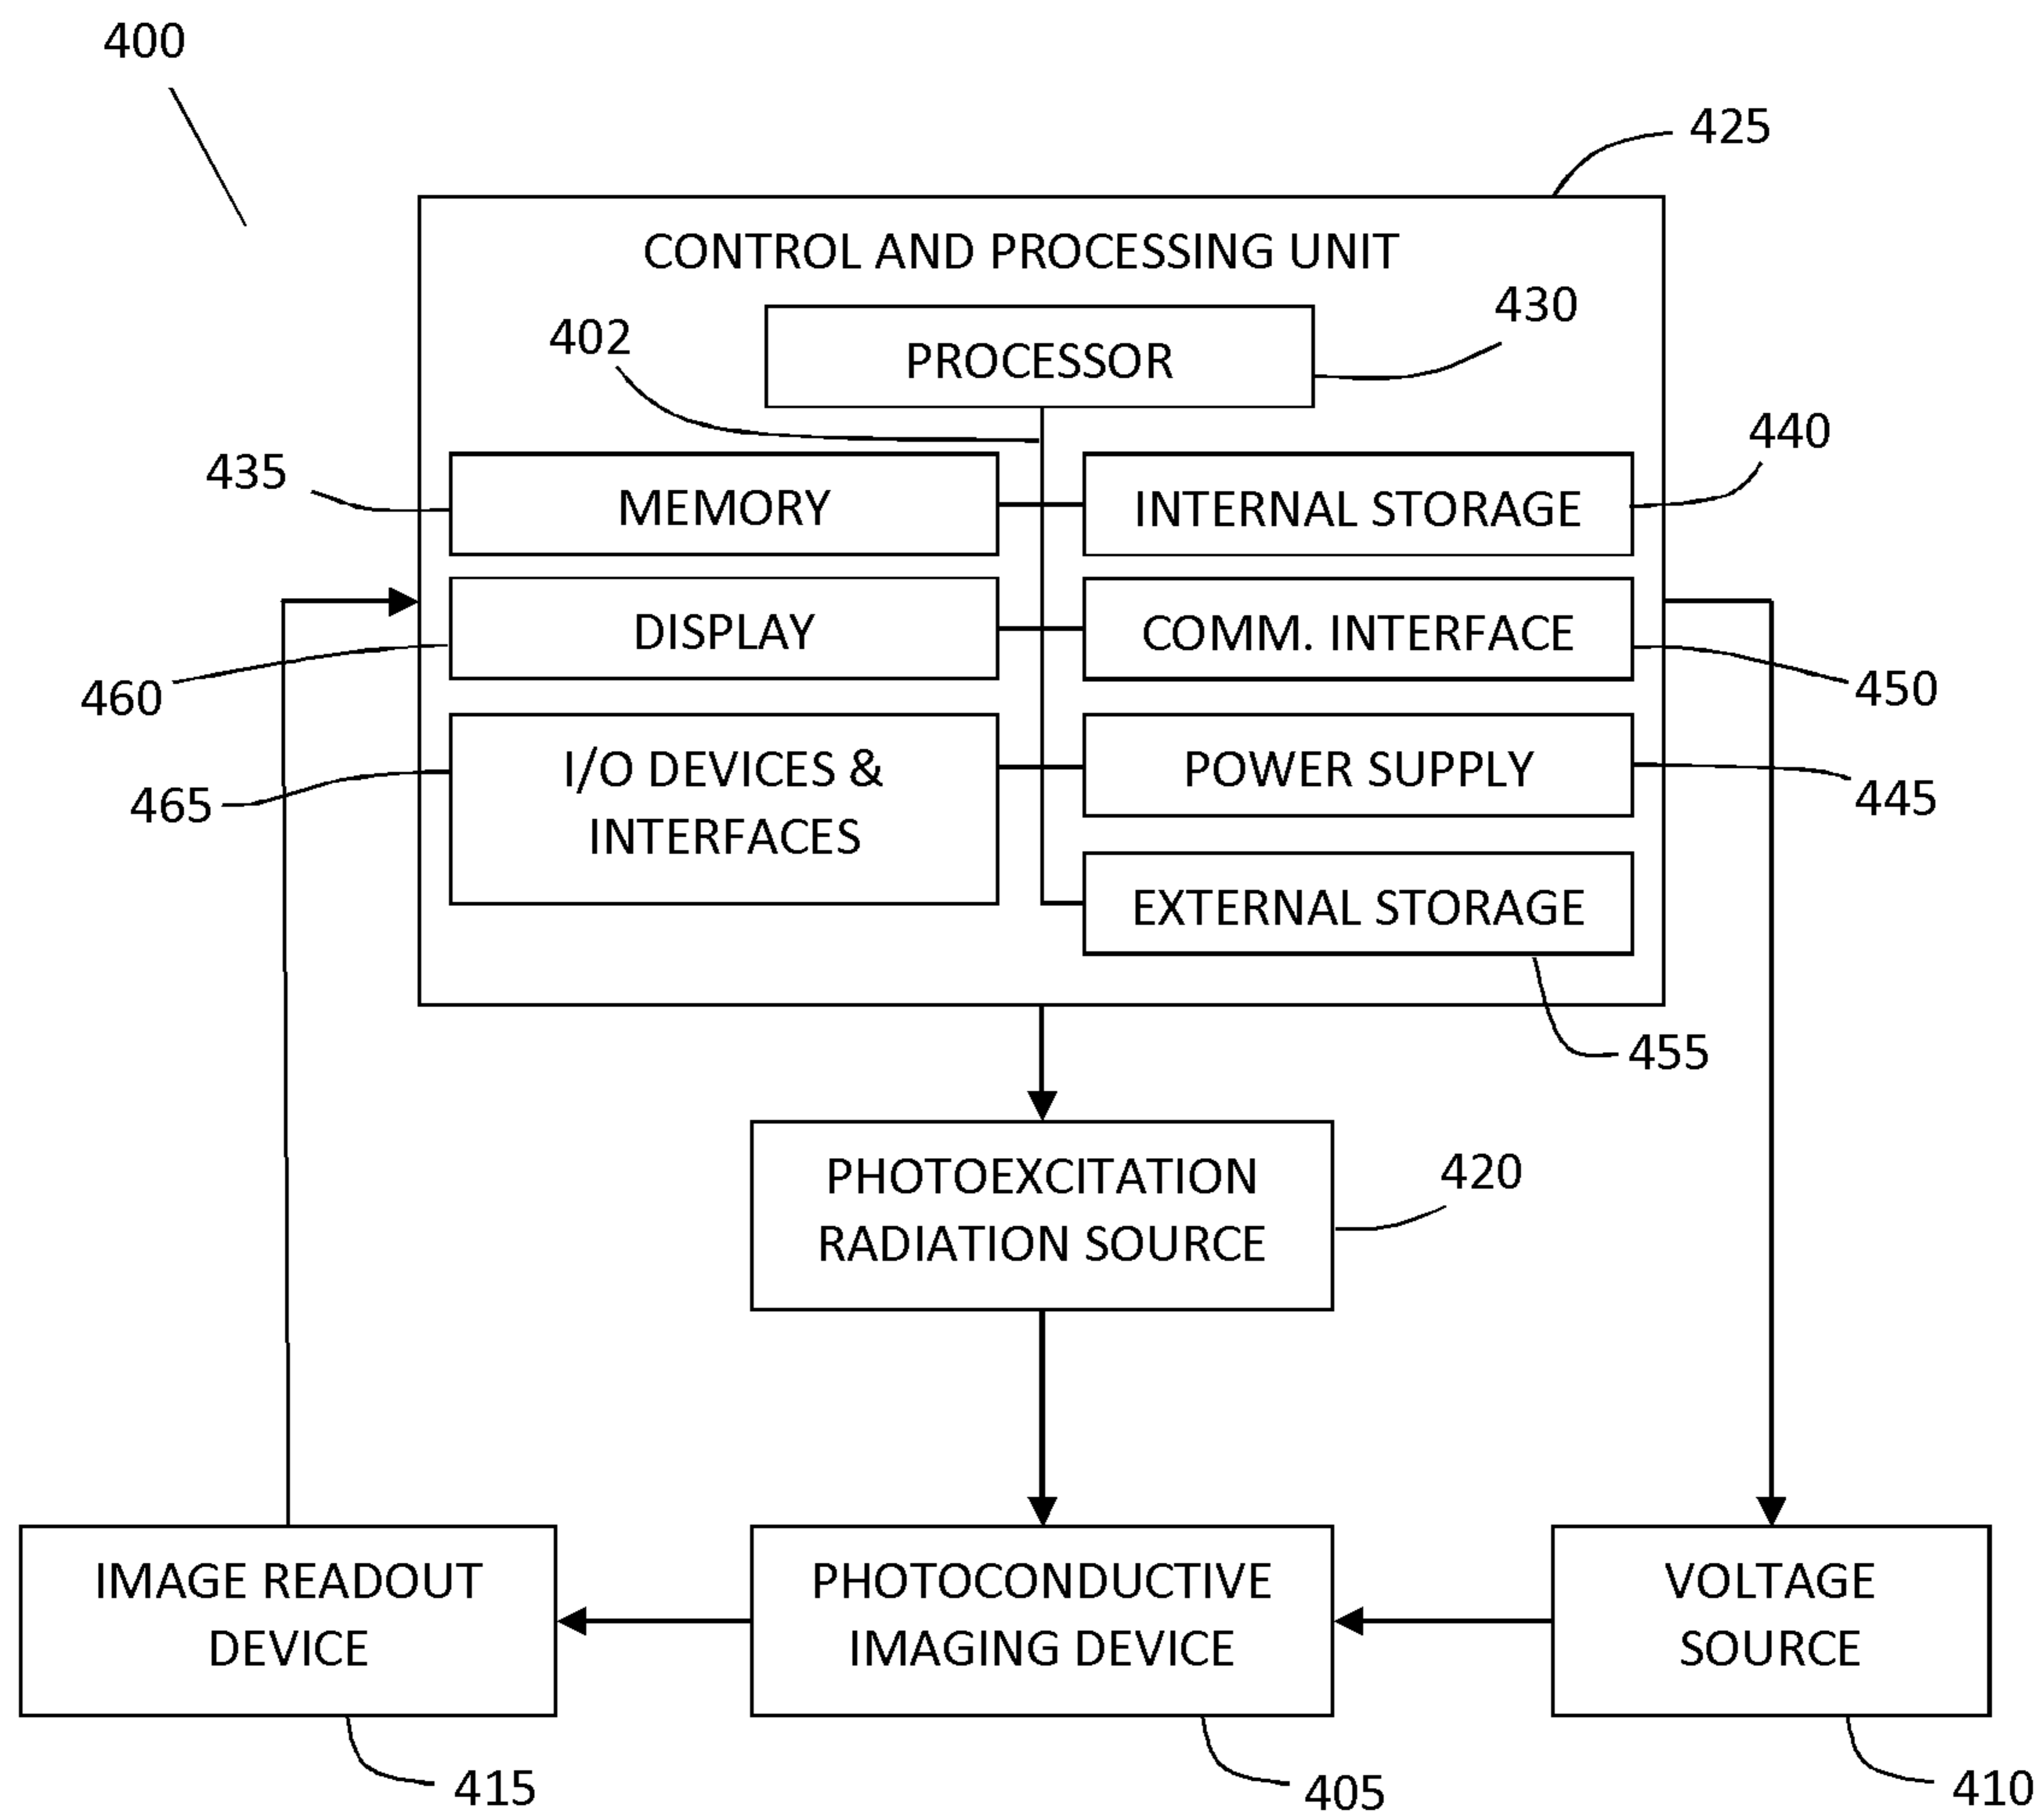 400
425
CONTROL AND PROCESSING UNIT
430
402
PROCESSOR
440
435
MEMORY
INTERNAL STORAGE
DISPLAY
COMM. INTERFACE
460
450
I/O DEVICES &
INTERFACES
POWER SUPPLY
465
445
EXTERNAL STORAGE
455
PHOTOEXCITATION
RADIATION SOURCE
420
IMAGE READOUT
DEVICE
PHOTOCONDUCTIVE
IMAGING DEVICE
VOLTAGE
SOURCE
415
405
410